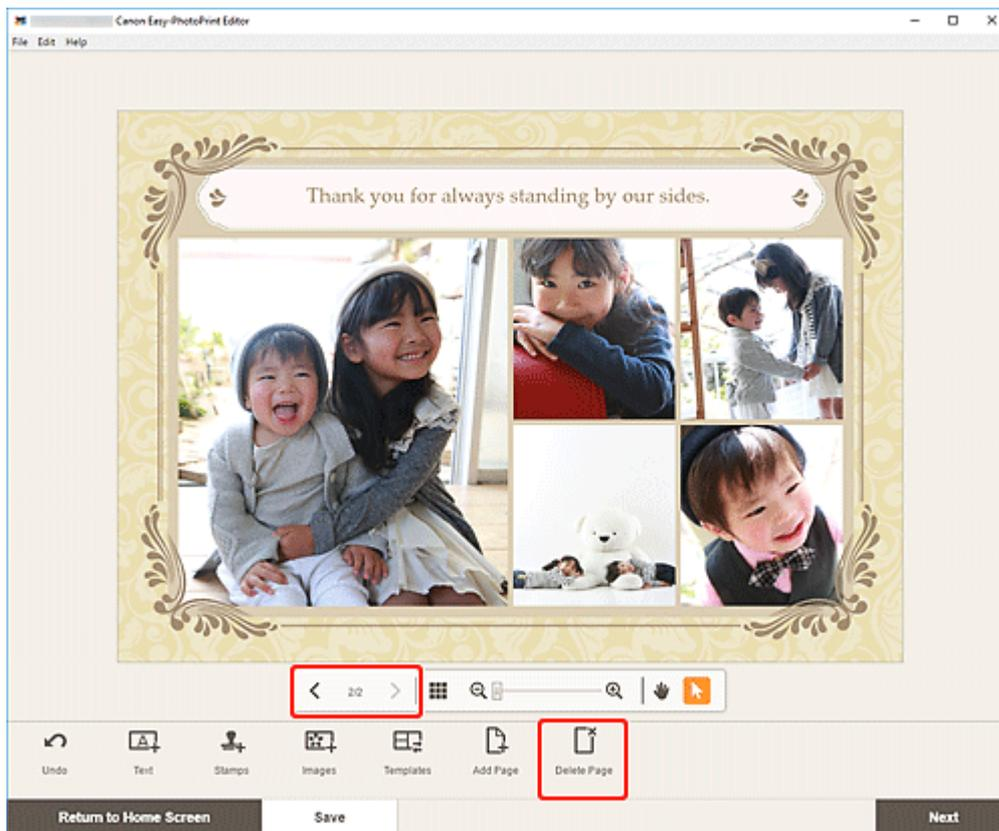 Canon Easy-PhotoPrint Editor
File Edit Help
Thank you for always standing by our sides.
2/2
Undo
Text
Stamps
Images
Templates
Add Page
Delete Page
Return to Home Screen
Save
Next